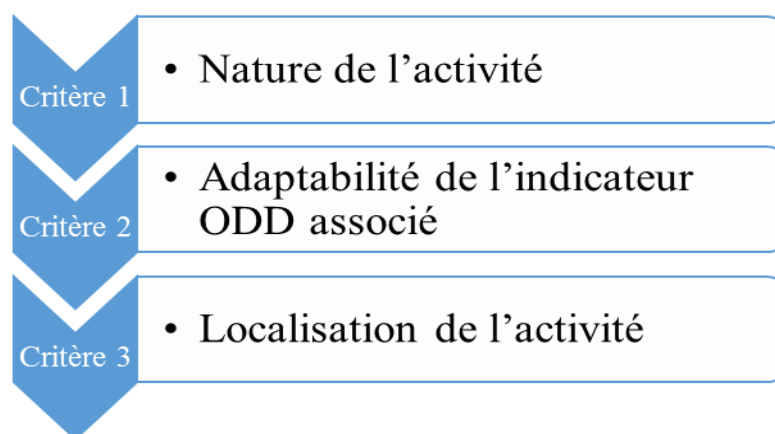 Critère 1
• Nature de l’activité
Critère 2
• Adaptabilité de l’indicateur
ODD associé
Critère 3
• Localisation de l’activité